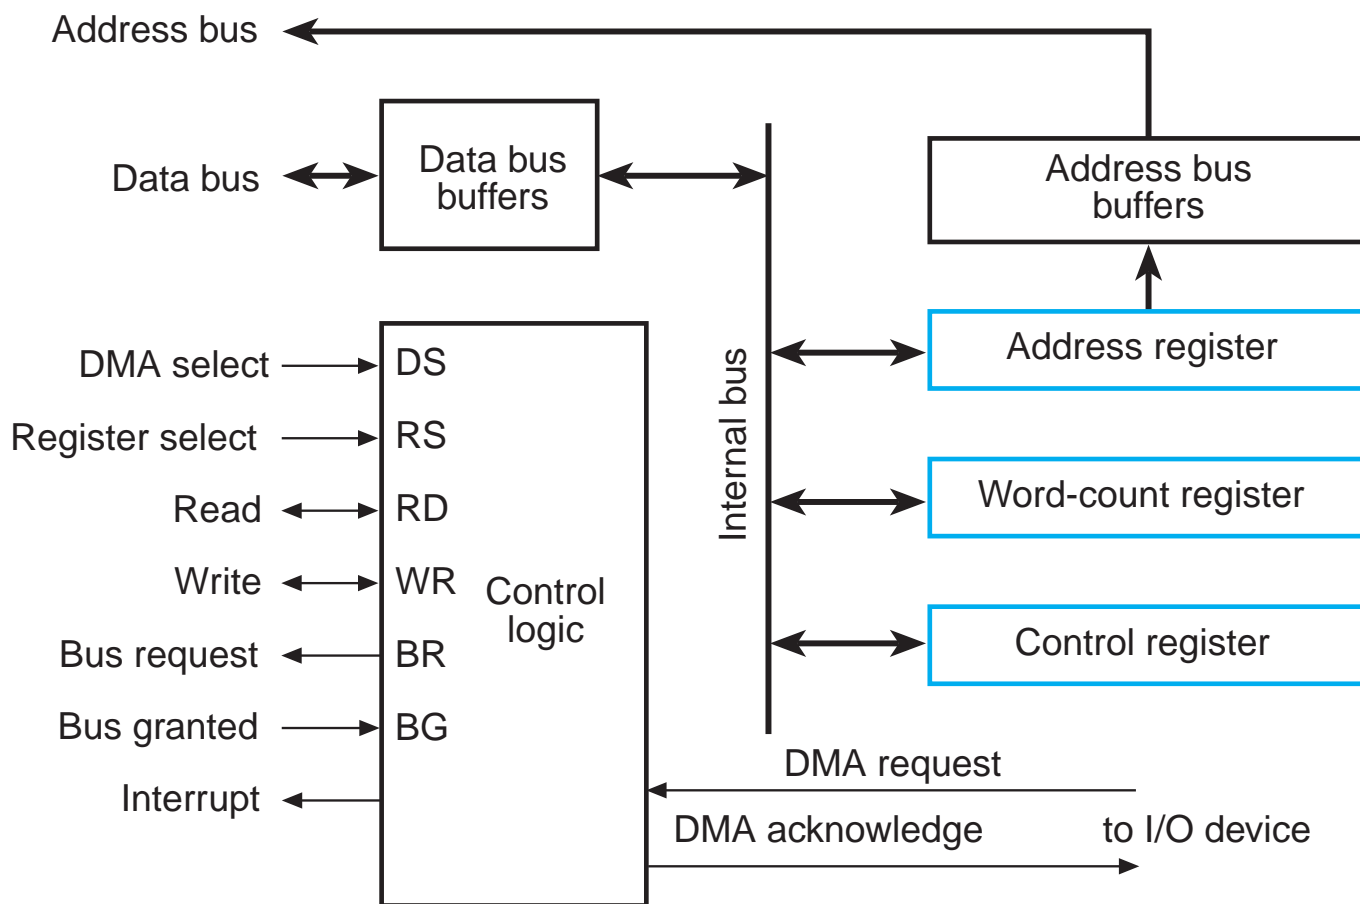 Address bus
Data bus
Data bus
buffers
Address bus
buffers
Internal bus
Address register
Word-count register
Control register
DMA select
DS
Register select
RS
Read
RD
Write
WR
Control
logic
Bus request
BR
Bus granted
BG
Interrupt
DMA request
DMA acknowledge
to I/O device